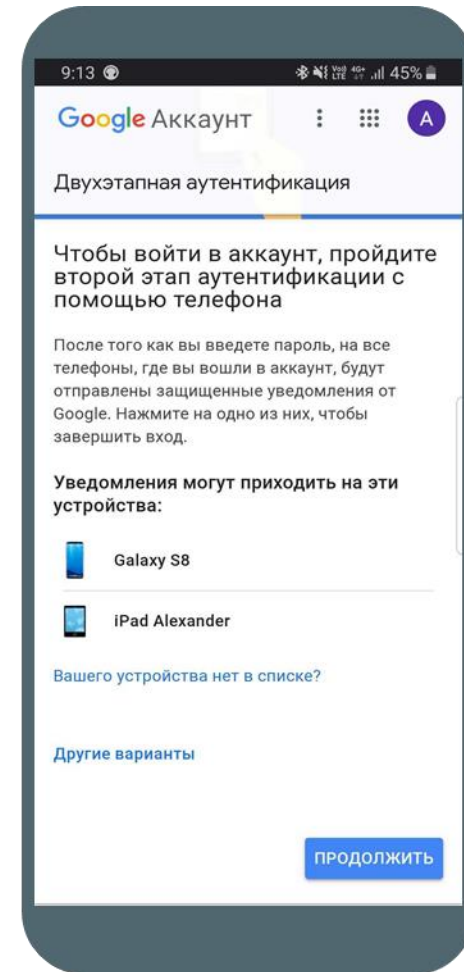 9:13 45%
Google Аккаунт A
Двухэтапная аутентификация
Чтобы войти в аккаунт, пройдите
второй этап аутентификации с
помощью телефона
После того как вы введете пароль, на все
телефоны, где вы вошли в аккаунт, будут
отправлены защищенные уведомления от
Google. Нажмите на одно из них, чтобы
завершить вход.
Уведомления могут приходить на эти
устройства:
Galaxy S8
iPad Alexander
Вашего устройства нет в списке?
Другие варианты
ПРОДОЛЖИТЬ